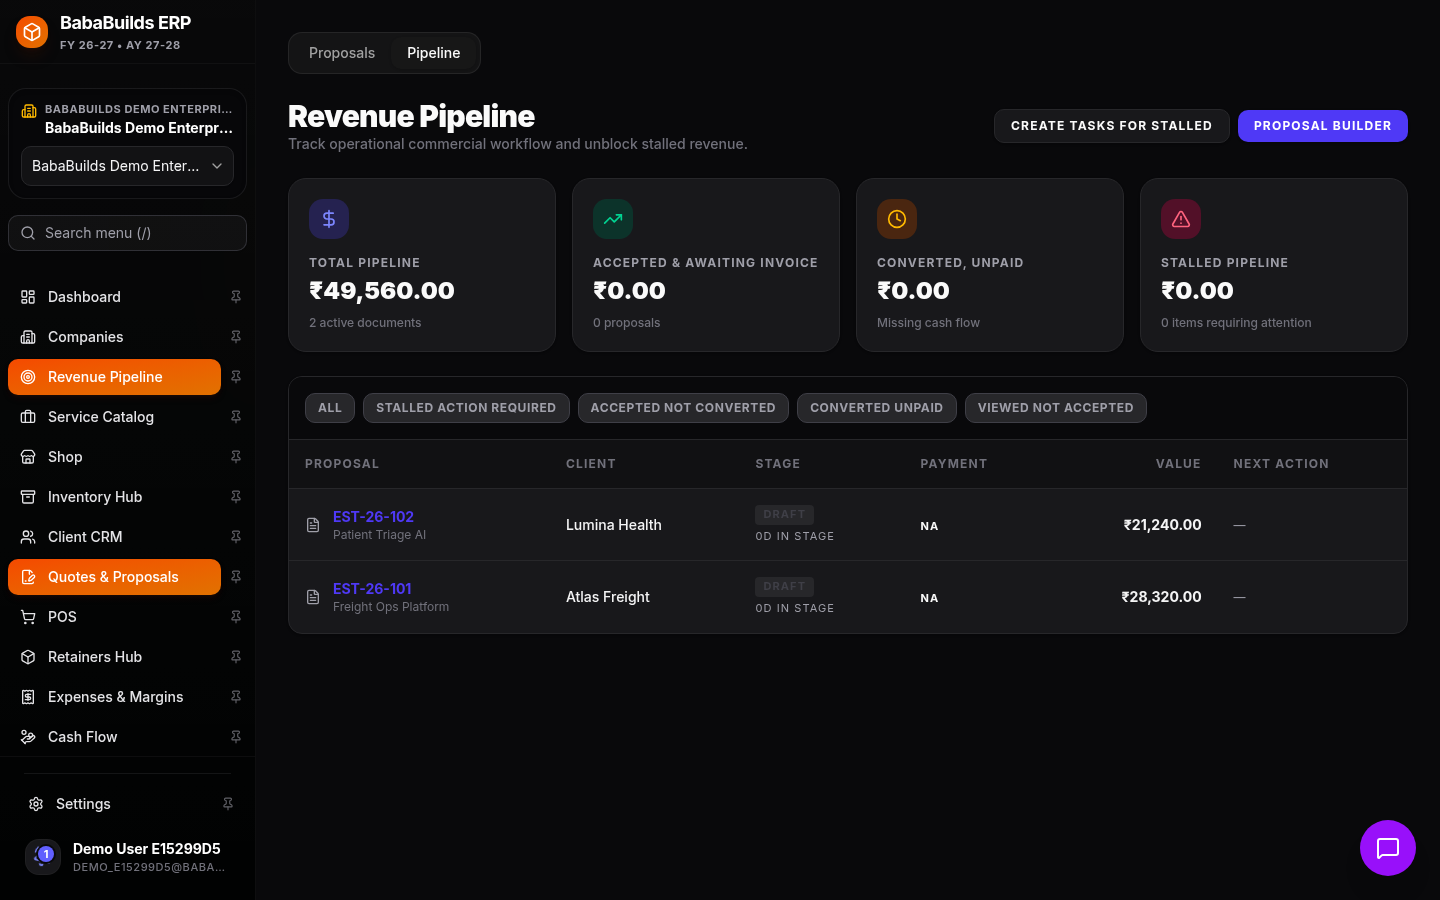 BabaBuilds ERP
FY 26-27 • AY 27-28
BABABUILDS DEMO ENTERPRI...
BabaBuilds Demo Enterpr...
BabaBuilds Demo Enter...
Search menu (/)
Dashboard
Companies
Revenue Pipeline
Service Catalog
Shop
Inventory Hub
Client CRM
Quotes & Proposals
POS
Retainers Hub
Expenses & Margins
Cash Flow
Settings
1
Demo User E15299D5
DEMO_E15299D5@BABA...
Proposals Pipeline
Revenue Pipeline
Track operational commercial workflow and unblock stalled revenue.
CREATE TASKS FOR STALLED
PROPOSAL BUILDER
TOTAL PIPELINE
₹49,560.00
2 active documents
ACCEPTED & AWAITING INVOICE
₹0.00
0 proposals
CONVERTED, UNPAID
₹0.00
Missing cash flow
STALLED PIPELINE
₹0.00
0 items requiring attention
ALL STALLED ACTION REQUIRED ACCEPTED NOT CONVERTED CONVERTED UNPAID VIEWED NOT ACCEPTED
PROPOSAL CLIENT STAGE PAYMENT VALUE NEXT ACTION
EST-26-102
Patient Triage AI
Lumina Health
DRAFT
0D IN STAGE
NA
₹21,240.00
—
EST-26-101
Freight Ops Platform
Atlas Freight
DRAFT
0D IN STAGE
NA
₹28,320.00
—